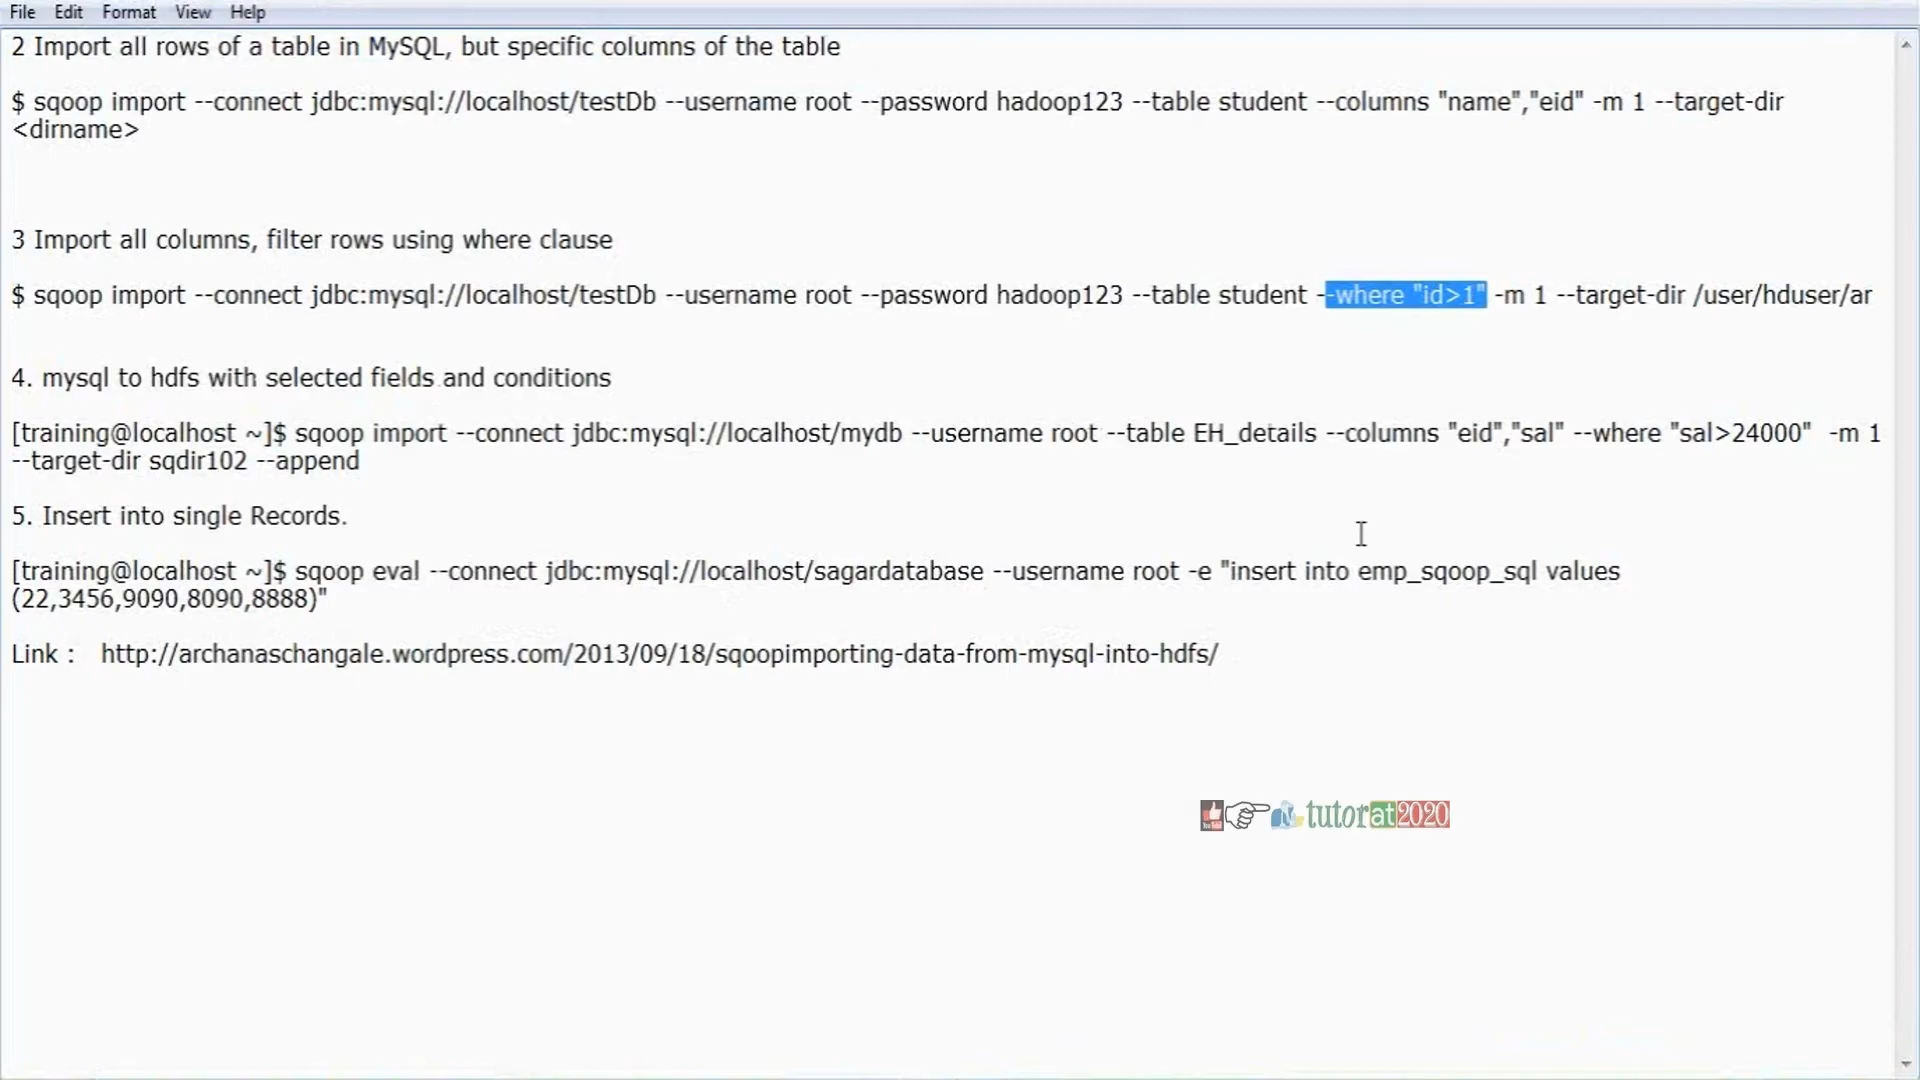 File Edit Format View Help
2 Import all rows of a table in MySQL, but specific columns of the table
$ sqoop import --connect jdbc:mysql://localhost/testDb --username root --password hadoop123 --table student --columns "name","eid" -m 1 --target-dir
<dirname>
3 Import all columns, filter rows using where clause
$ sqoop import --connect jdbc:mysql://localhost/testDb --username root --password hadoop123 --table student --where "id>1" -m 1 --target-dir /user/hduser/ar
4. mysql to hdfs with selected fields and conditions
[training@localhost ~]$ sqoop import --connect jdbc:mysql://localhost/mydb --username root --table EH_details --columns "eid","sal" --where "sal>24000"  -m 1
--target-dir sqdir102 --append
5. Insert into single Records.
[training@localhost ~]$ sqoop eval --connect jdbc:mysql://localhost/sagardatabase --username root -e "insert into emp_sqoop_sql values
(22,3456,9090,8090,8888)"
Link :   http://archanaschangale.wordpress.com/2013/09/18/sqoopimporting-data-from-mysql-into-hdfs/
tutorat2020